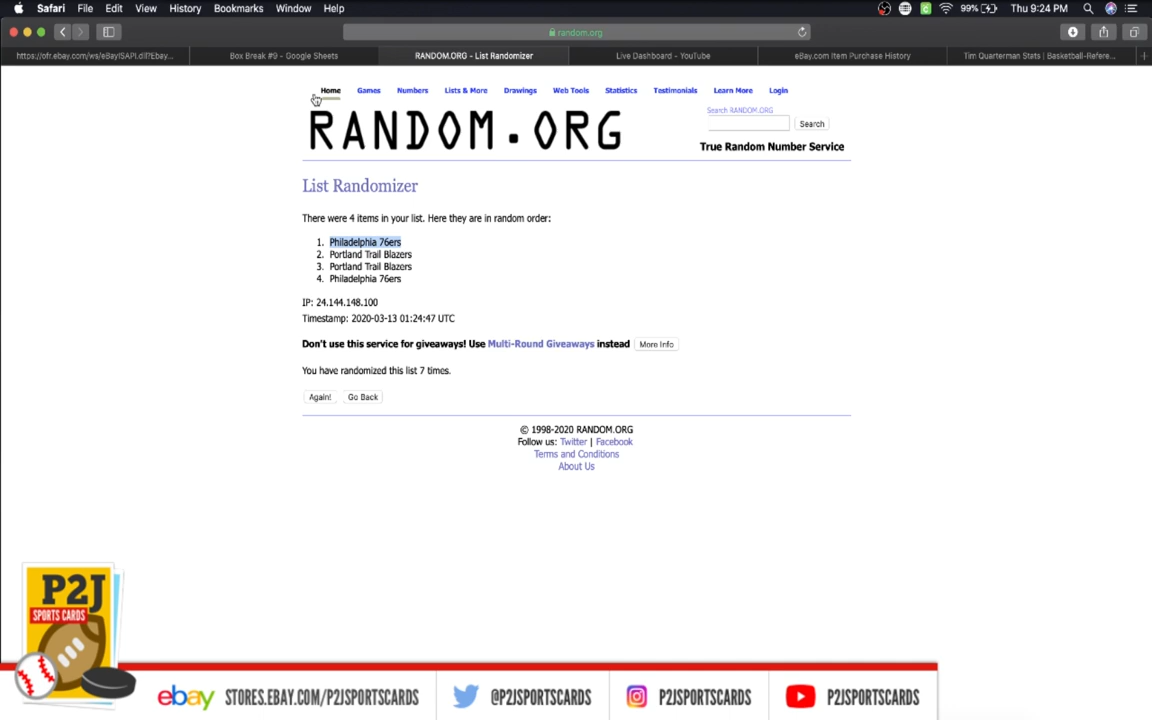 Safari File Edit View History Bookmarks Window Help 99% Thu 9:24 PM
random.org
https://ofr.ebay.com/ws/eBayISAPI.dll?Ebay... Box Break #9 - Google Sheets RANDOM.ORG - List Randomizer Live Dashboard - YouTube eBay.com Item Purchase History Tim Quarterman Stats | Basketball-Refere...
Home Games Numbers Lists & More Drawings Web Tools Statistics Testimonials Learn More Login
Search RANDOM.ORG
Search
RANDOM.ORG
True Random Number Service
List Randomizer
There were 4 items in your list. Here they are in random order:
1. Philadelphia 76ers
2. Portland Trail Blazers
3. Portland Trail Blazers
4. Philadelphia 76ers
IP: 24.144.148.100
Timestamp: 2020-03-13 01:24:47 UTC
Don't use this service for giveaways! Use Multi-Round Giveaways instead More Info
You have randomized this list 7 times.
Again! Go Back
© 1998-2020 RANDOM.ORG
Follow us: Twitter | Facebook
Terms and Conditions
About Us
P2J
SPORTS CARDS
ebay STORES.EBAY.COM/P2JSPORTSCARDS @P2JSPORTSCARDS P2JSPORTSCARDS P2JSPORTSCARDS